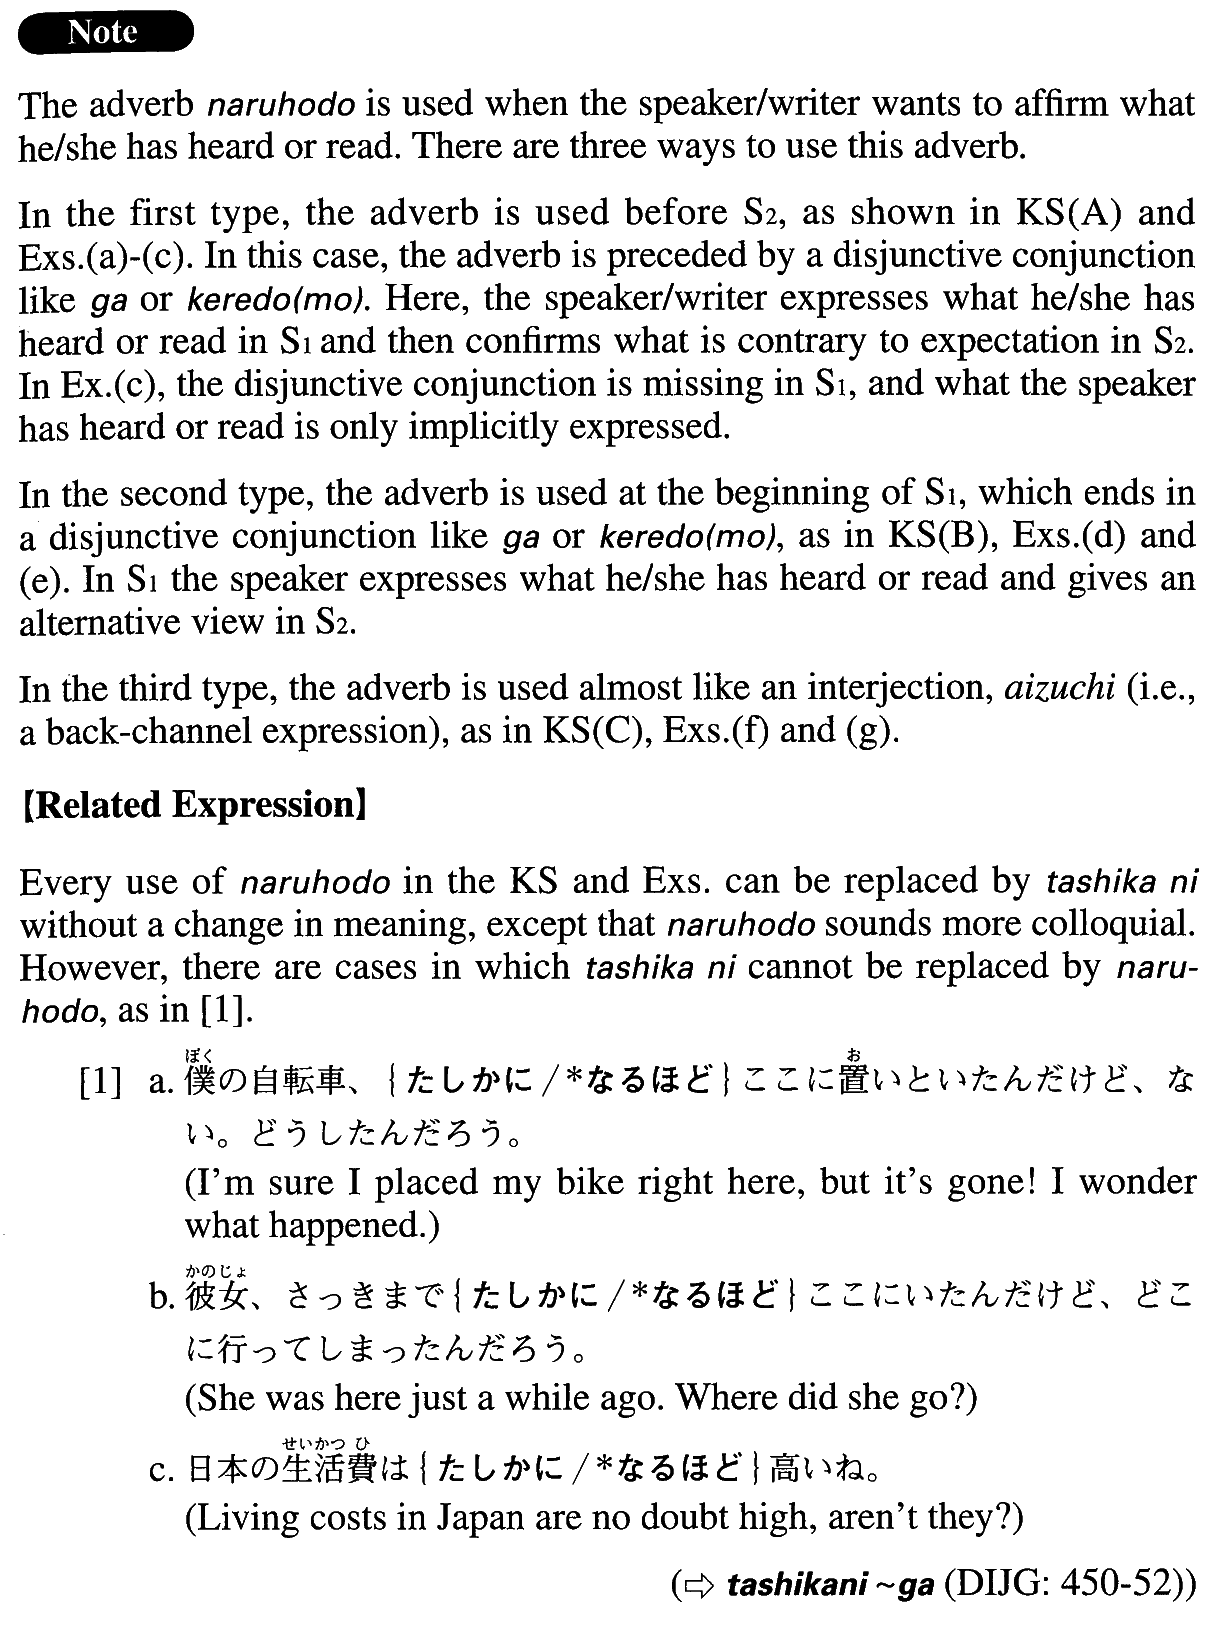 Note
The adverb naruhodo is used when the speaker/writer wants to affirm what
he/she has heard or read. There are three ways to use this adverb.
In the first type, the adverb is used before S2, as shown in KS(A) and
Exs.(a)-(c). In this case, the adverb is preceded by a disjunctive conjunction
like ga or keredo(mo). Here, the speaker/writer expresses what he/she has
heard or read in S1 and then confirms what is contrary to expectation in S2.
In Ex.(c), the disjunctive conjunction is missing in S1, and what the speaker
has heard or read is only implicitly expressed.
In the second type, the adverb is used at the beginning of S1, which ends in
a disjunctive conjunction like ga or keredo(mo), as in KS(B), Exs.(d) and
(e). In S1 the speaker expresses what he/she has heard or read and gives an
alternative view in S2.
In the third type, the adverb is used almost like an interjection, aizuchi (i.e.,
a back-channel expression), as in KS(C), Exs.(f) and (g).
【Related Expression】
Every use of naruhodo in the KS and Exs. can be replaced by tashika ni
without a change in meaning, except that naruhodo sounds more colloquial.
However, there are cases in which tashika ni cannot be replaced by naru-
hodo, as in [1].
ぼく お
[1] a. 僕の自転車、{たしかに/*なるほど}ここに置いといたんだけど、な
い。どうしたんだろう。
(I'm sure I placed my bike right here, but it's gone! I wonder
what happened.)
かのじょ
b. 彼女、さっきまで{たしかに/*なるほど}ここにいたんだけど、どこ
に行ってしまったんだろう。
(She was here just a while ago. Where did she go?)
せいかつ ひ
c. 日本の生活費は{たしかに/*なるほど}高いね。
(Living costs in Japan are no doubt high, aren't they?)
(⇨ tashikani ~ga (DIJG: 450-52))